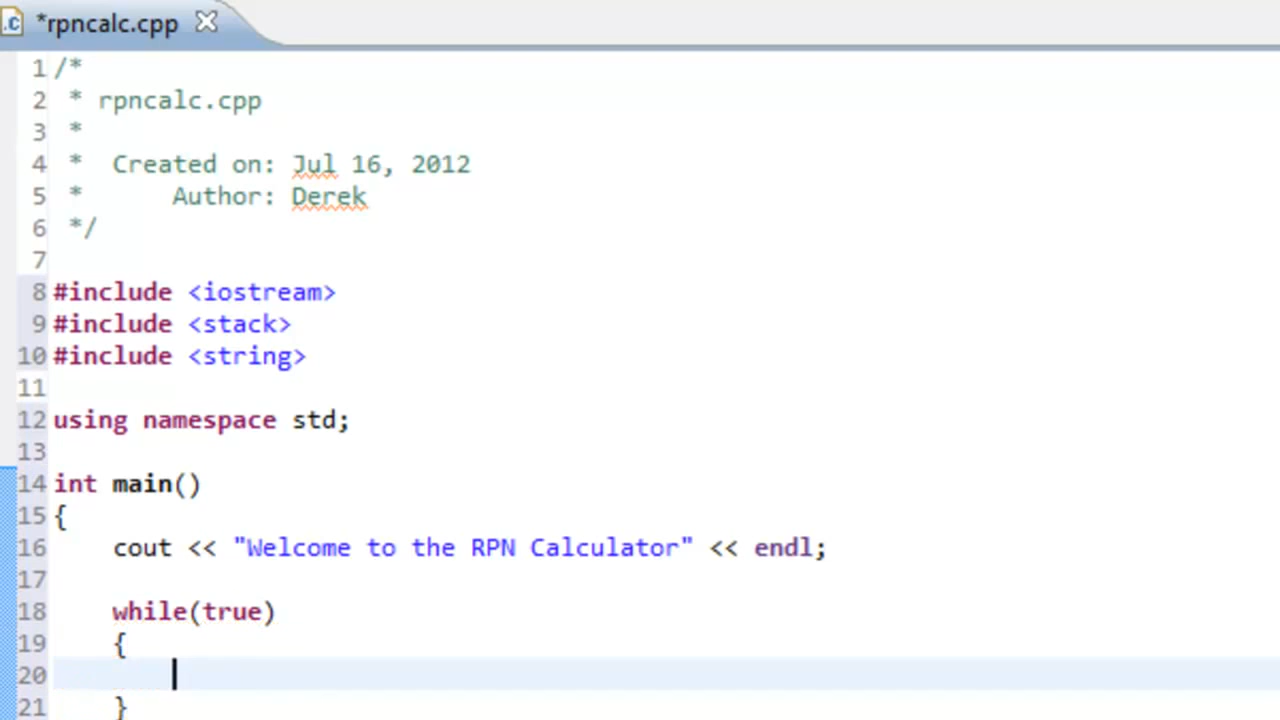 .c *rpncalc.cpp
1 /*
2  * rpncalc.cpp
3  *
4  *  Created on: Jul 16, 2012
5  *      Author: Derek
6  */
7
8 #include <iostream>
9 #include <stack>
10 #include <string>
11
12 using namespace std;
13
14 int main()
15 {
16     cout << "Welcome to the RPN Calculator" << endl;
17
18     while(true)
19     {
20
21     }